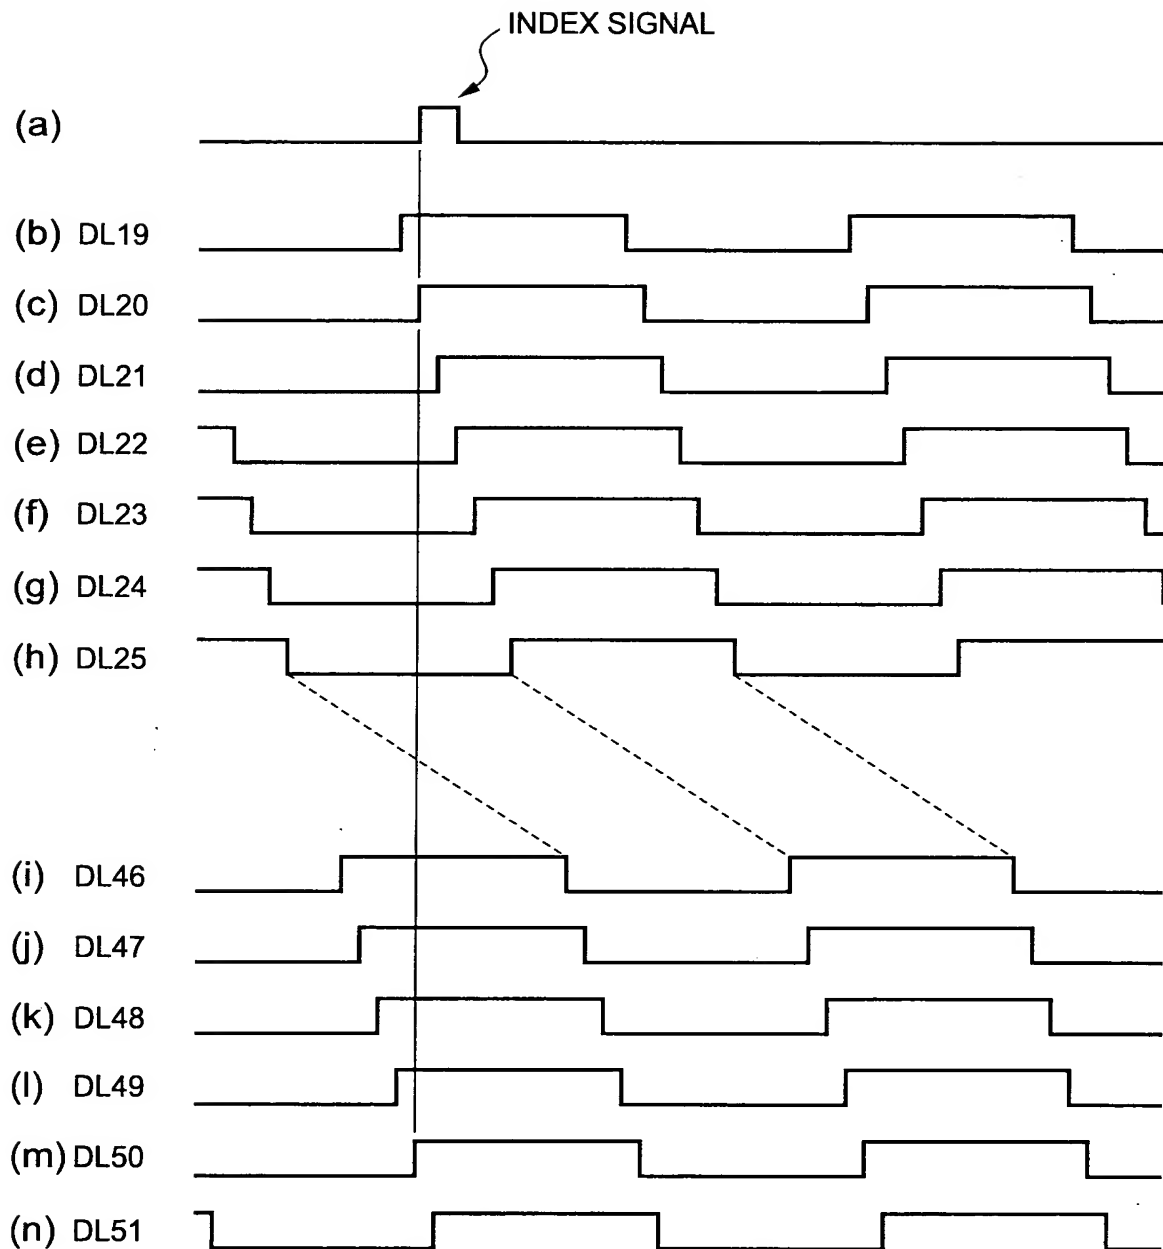 INDEX SIGNAL
(a)
(b) DL19
(c) DL20
(d) DL21
(e) DL22
(f) DL23
(g) DL24
(h) DL25
(i) DL46
(j) DL47
(k) DL48
(l) DL49
(m) DL50
(n) DL51